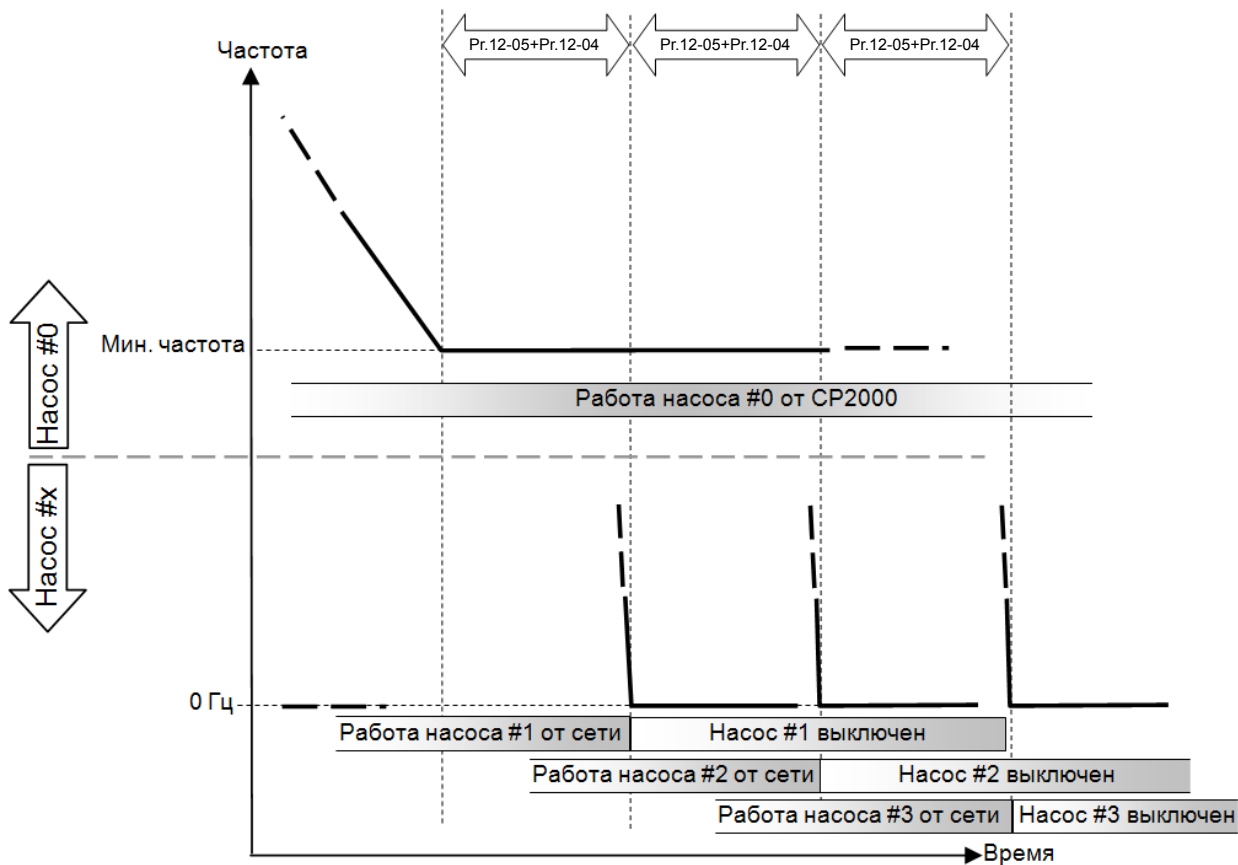 Pr.12-05+Pr.12-04 Pr.12-05+Pr.12-04 Pr.12-05+Pr.12-04
Частота
Насос #0
Мин. частота
Работа насоса #0 от CP2000
Насос #x
0 Гц
Работа насоса #1 от сети Насос #1 выключен
Работа насоса #2 от сети Насос #2 выключен
Работа насоса #3 от сети Насос #3 выключен
Время